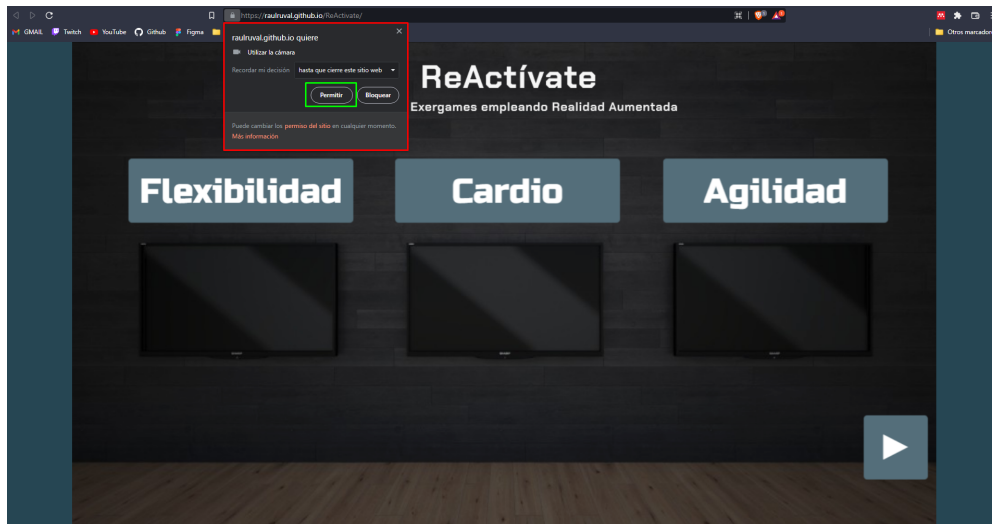 https://raulruval.github.io/ReActivate/
GMAIL Twitch YouTube Github Figma
Otros marcadore
raulruval.github.io quiere
Utilizar la cámara
Recordar mi decisión hasta que cierre este sitio web
Permitir Bloquear
Puede cambiar los permiso del sitio en cualquier momento.
Más información
ReActívate
Exergames empleando Realidad Aumentada
Flexibilidad Cardio Agilidad